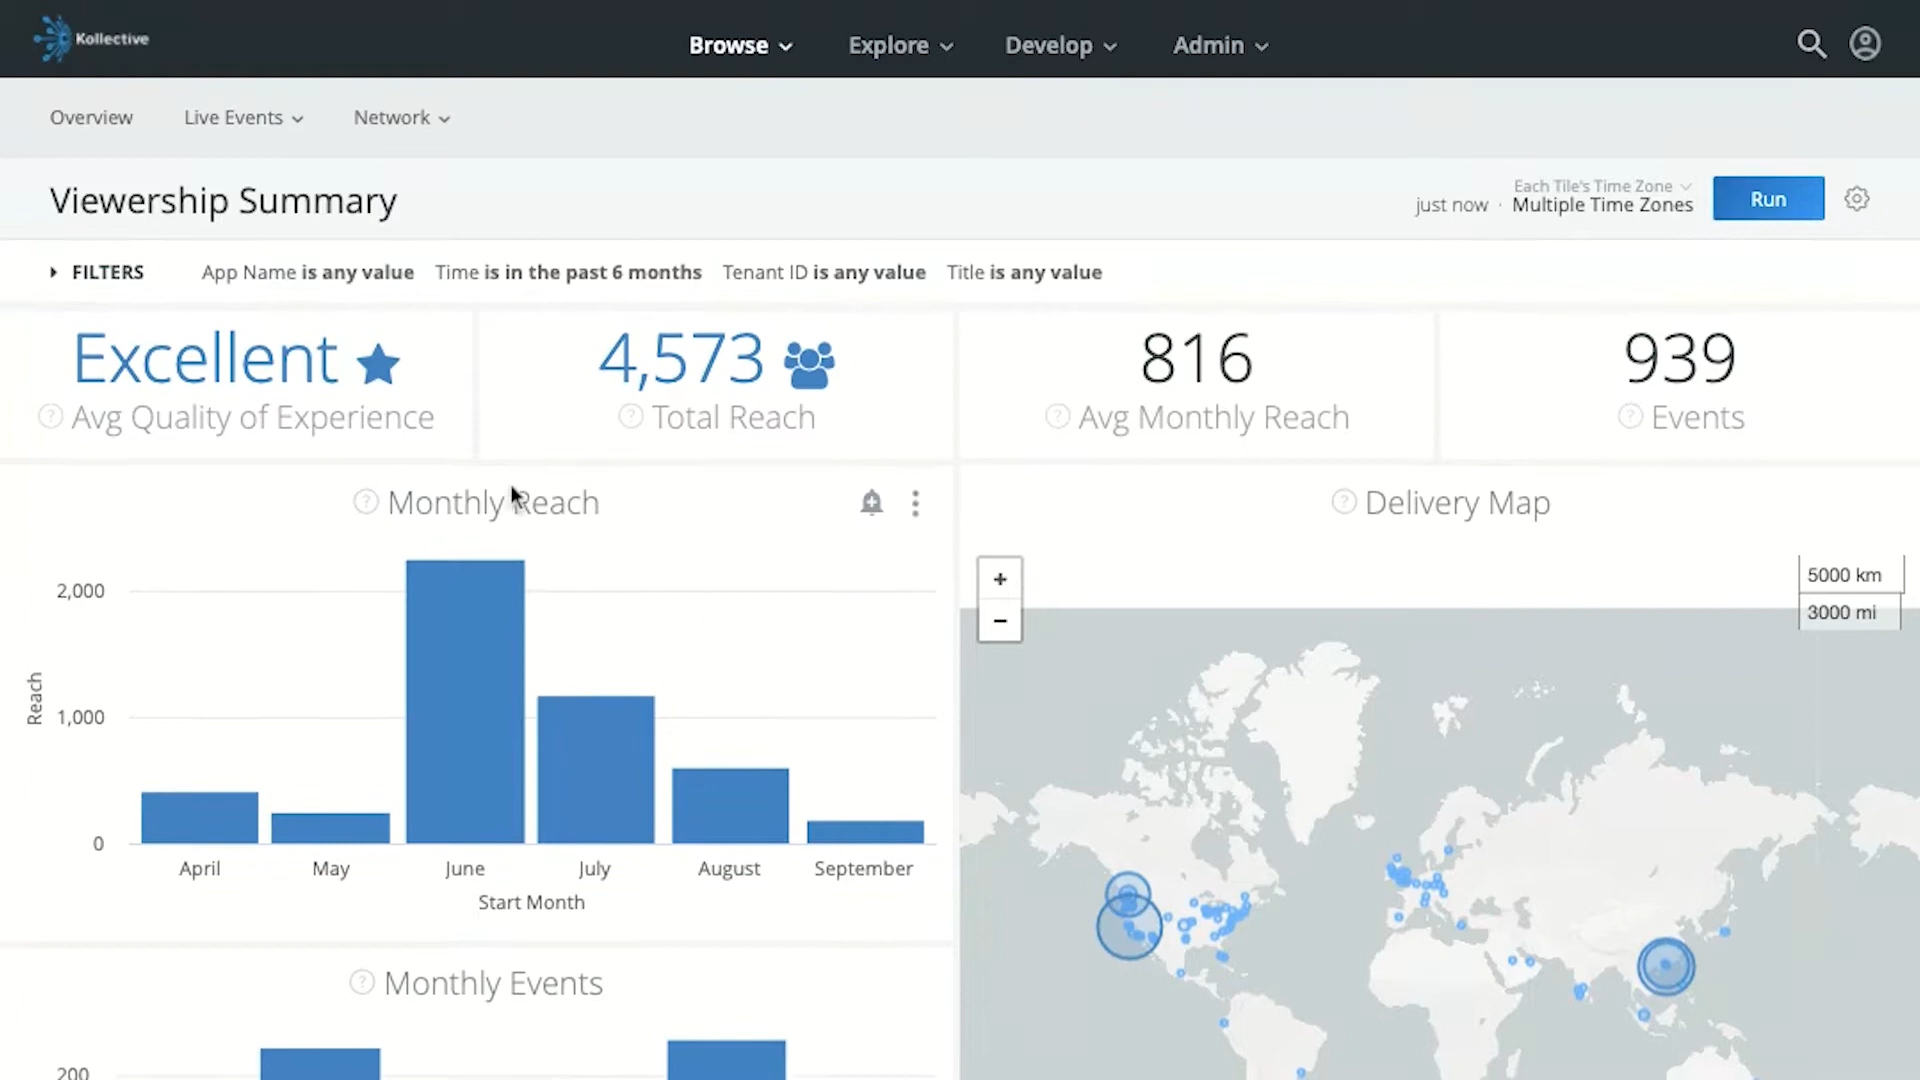 Kollective
Browse Explore Develop Admin
Overview Live Events Network
Viewership Summary
Each Tile's Time Zone
just now · Multiple Time Zones
Run
FILTERS App Name is any value Time is in the past 6 months Tenant ID is any value Title is any value
Excellent
? Avg Quality of Experience
4,573
? Total Reach
816
? Avg Monthly Reach
939
? Events
? Monthly Reach
2,000
1,000
0
Reach
April May June July August September
Start Month
? Delivery Map
+
−
5000 km
3000 mi
? Monthly Events
200